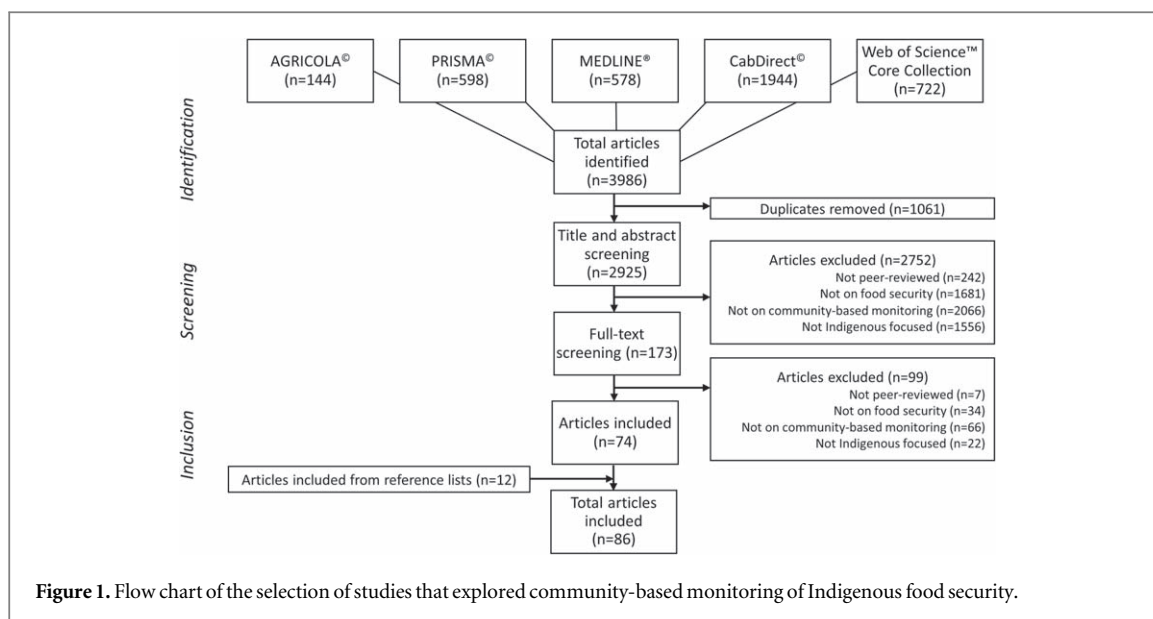 AGRICOLA©
(n=144)
PRISMA©
(n=598)
MEDLINE®
(n=578)
CabDirect©
(n=1944)
Web of Science™
Core Collection
(n=722)
Identification
Total articles
identified
(n=3986)
Duplicates removed (n=1061)
Screening
Title and abstract
screening
(n=2925)
Articles excluded (n=2752)
Not peer-reviewed (n=242)
Not on food security (n=1681)
Not on community-based monitoring (n=2066)
Not Indigenous focused (n=1556)
Full-text
screening (n=173)
Articles excluded (n=99)
Not peer-reviewed (n=7)
Not on food security (n=34)
Not on community-based monitoring (n=66)
Not Indigenous focused (n=22)
Inclusion
Articles included
(n=74)
Articles included from reference lists (n=12)
Total articles
included
(n=86)
Figure 1. Flow chart of the selection of studies that explored community-based monitoring of Indigenous food security.